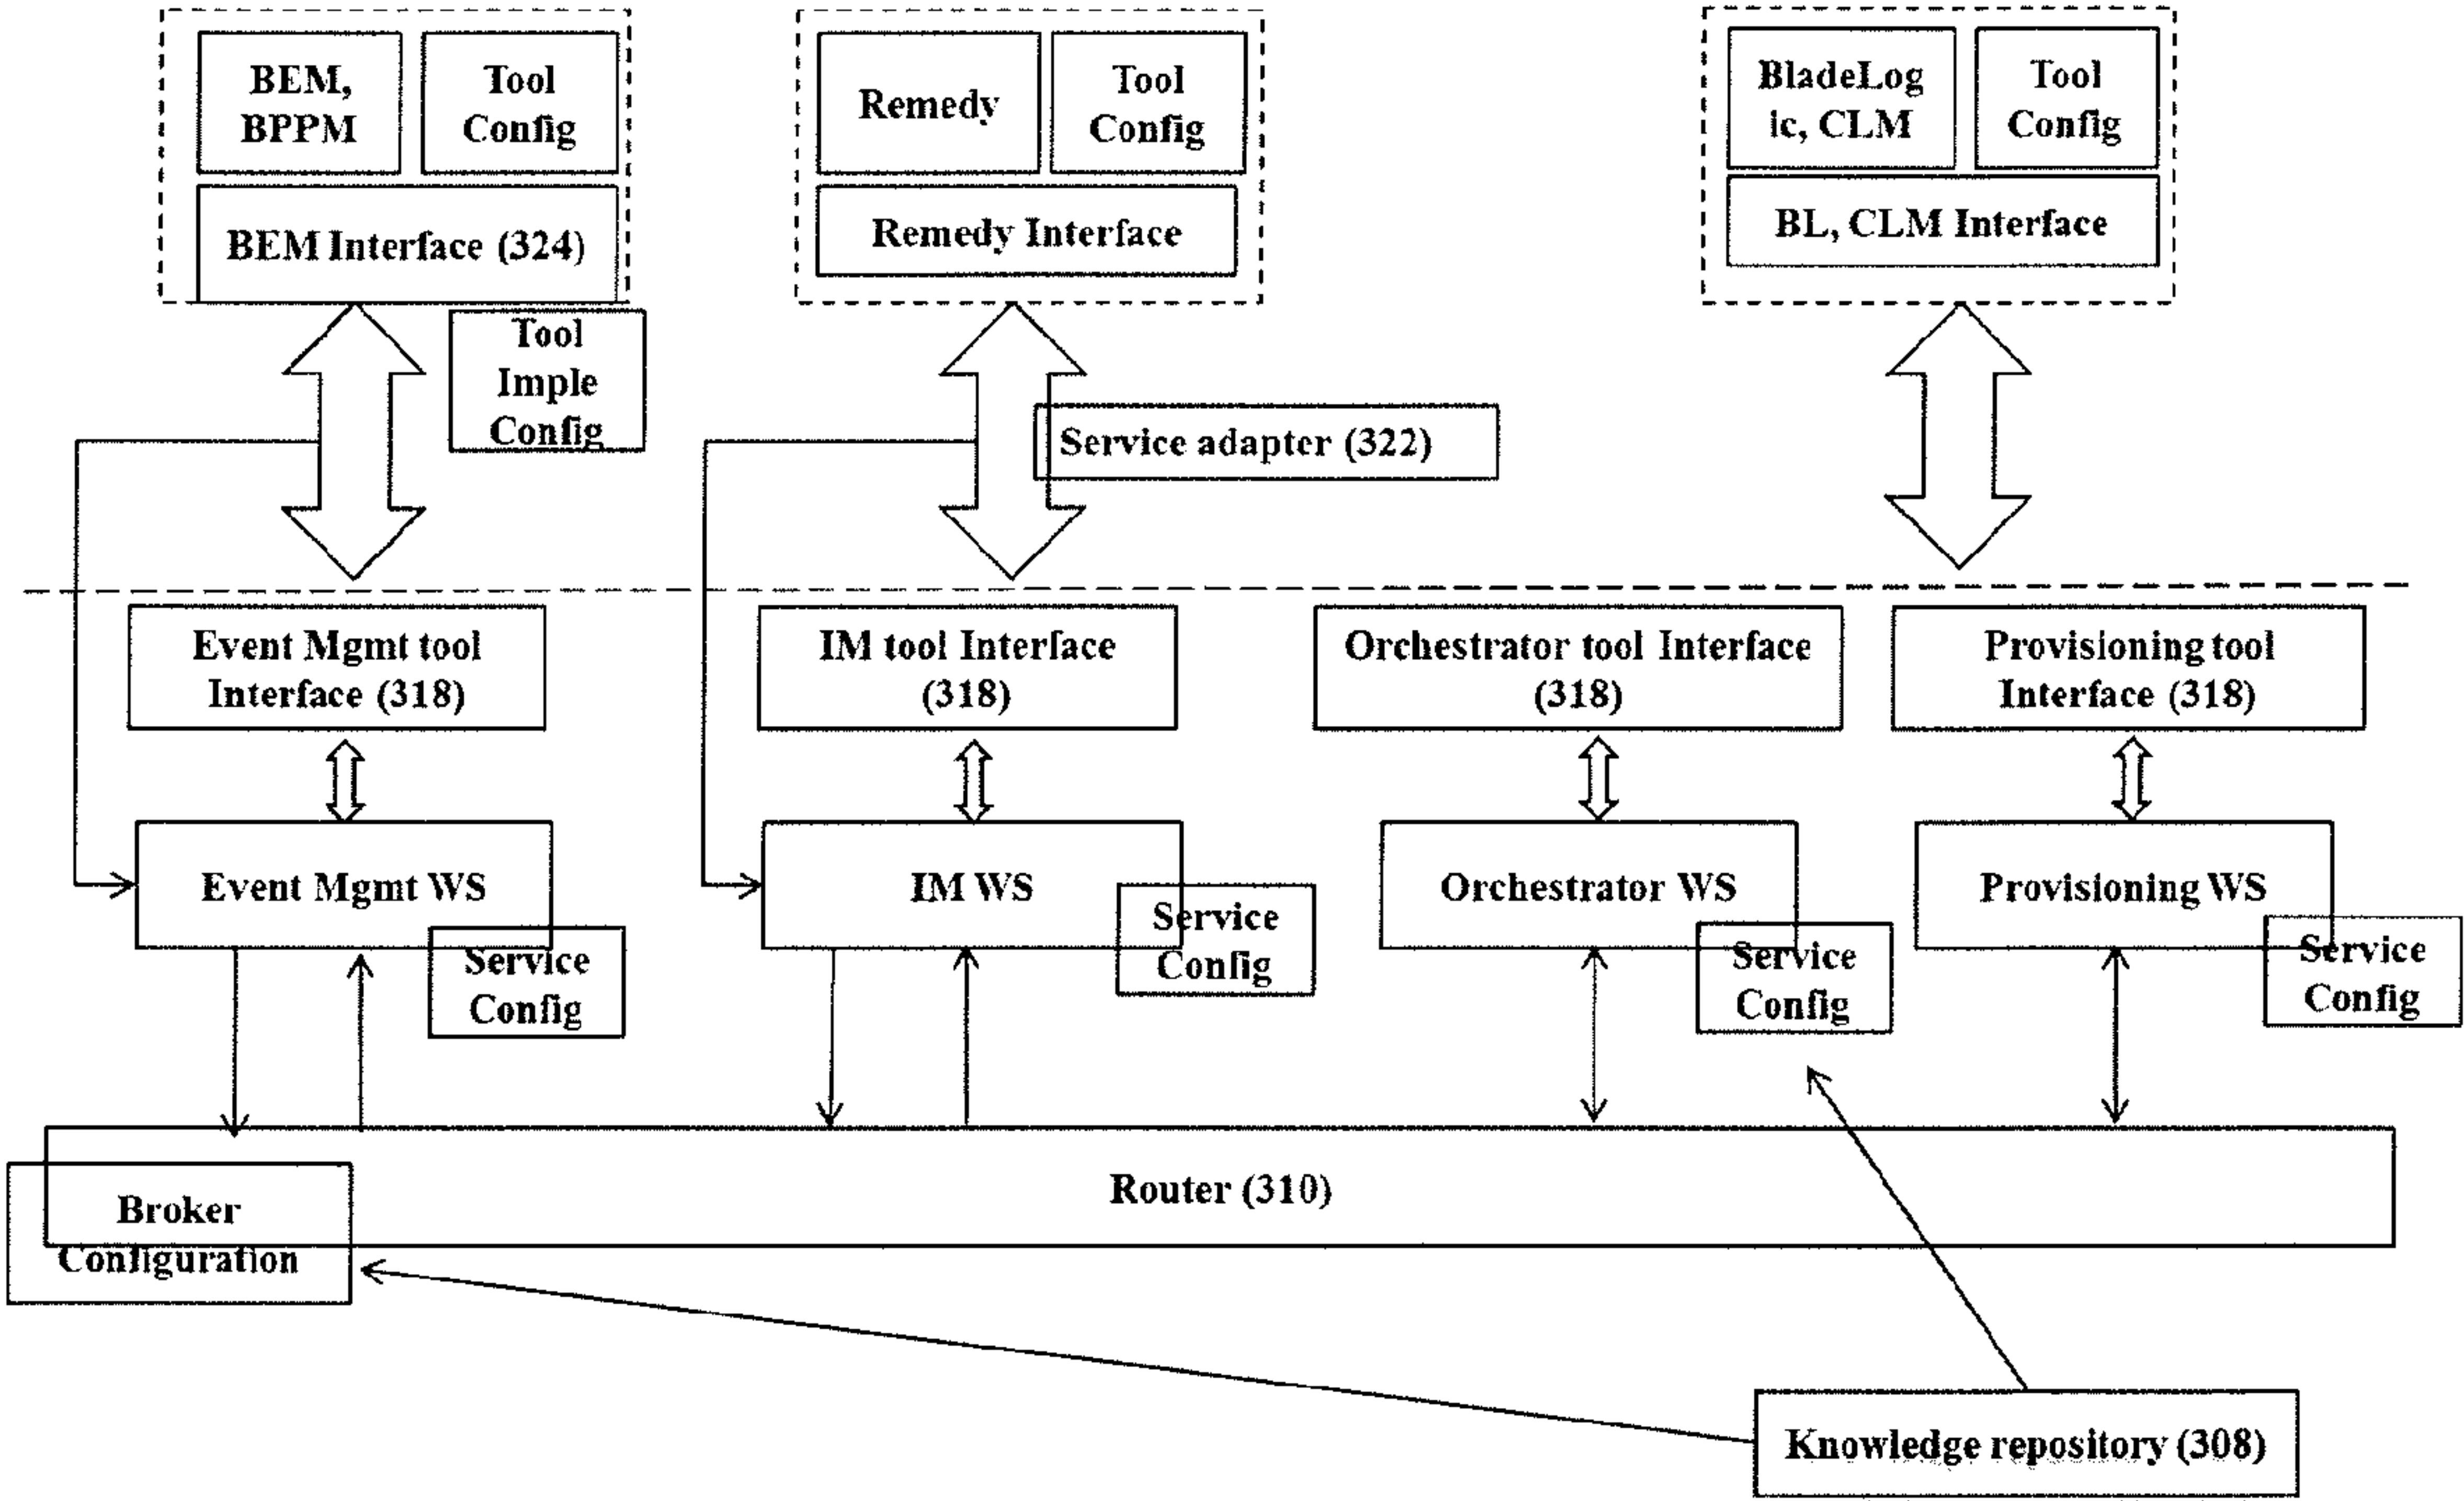 BEM,
BPPM
Tool
Config
BEM Interface (324)
Remedy
Tool
Config
Remedy Interface
BladeLog
ic, CLM
Tool
Config
BL, CLM Interface
Tool
Imple
Config
Service adapter (322)
Event Mgmt tool
Interface (318)
IM tool Interface
(318)
Orchestrator tool Interface
(318)
Provisioning tool
Interface (318)
Event Mgmt WS
Service
Config
IM WS
Service
Config
Orchestrator WS
Service
Config
Provisioning WS
Service
Config
Router (310)
Broker
Configuration
Knowledge repository (308)